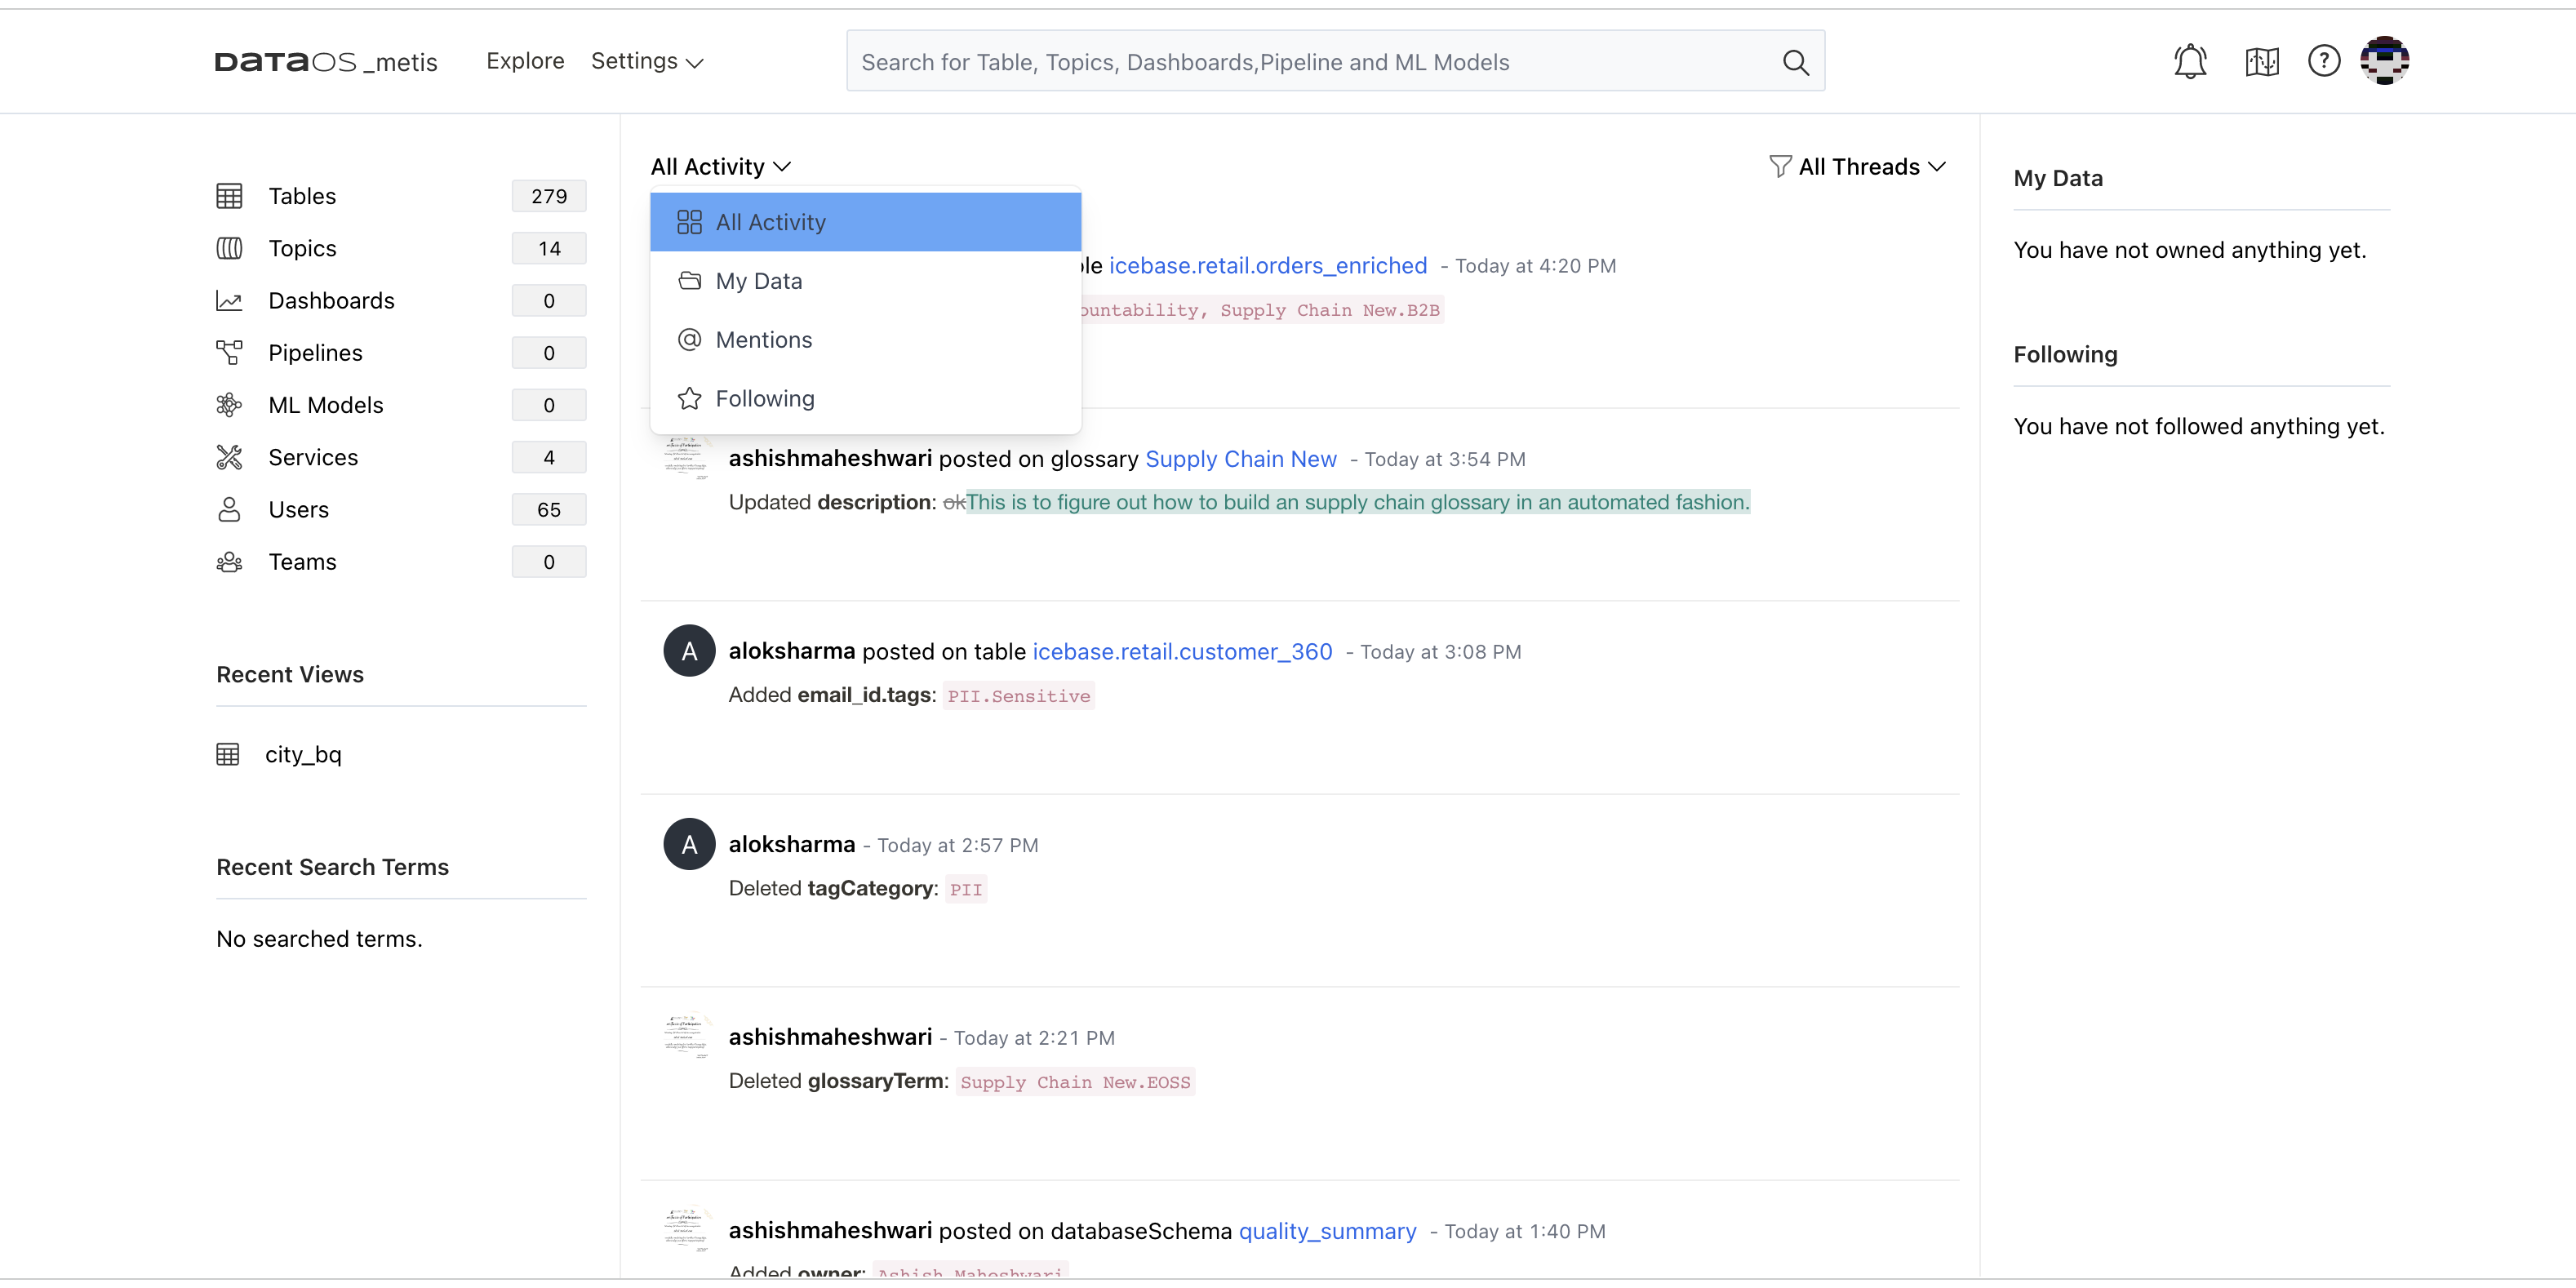 DATAOS _metis
Explore
Settings
Search for Table, Topics, Dashboards,Pipeline and ML Models
?
Tables 279
Topics 14
Dashboards 0
Pipelines 0
ML Models 0
Services 4
Users 65
Teams 0
Recent Views
city_bq
Recent Search Terms
No searched terms.
All Activity
All Threads
All Activity
My Data
Mentions
Following
icebase.retail.orders_enriched - Today at 4:20 PM
Supply Chain New.B2B
ashishmaheshwari posted on glossary Supply Chain New - Today at 3:54 PM
Updated description: okThis is to figure out how to build an supply chain glossary in an automated fashion.
A
aloksharma posted on table icebase.retail.customer_360 - Today at 3:08 PM
Added email_id.tags: PII.Sensitive
A
aloksharma - Today at 2:57 PM
Deleted tagCategory: PII
ashishmaheshwari - Today at 2:21 PM
Deleted glossaryTerm: Supply Chain New.EOSS
ashishmaheshwari posted on databaseSchema quality_summary - Today at 1:40 PM
Added owner: Ashish Maheshwari
My Data
You have not owned anything yet.
Following
You have not followed anything yet.